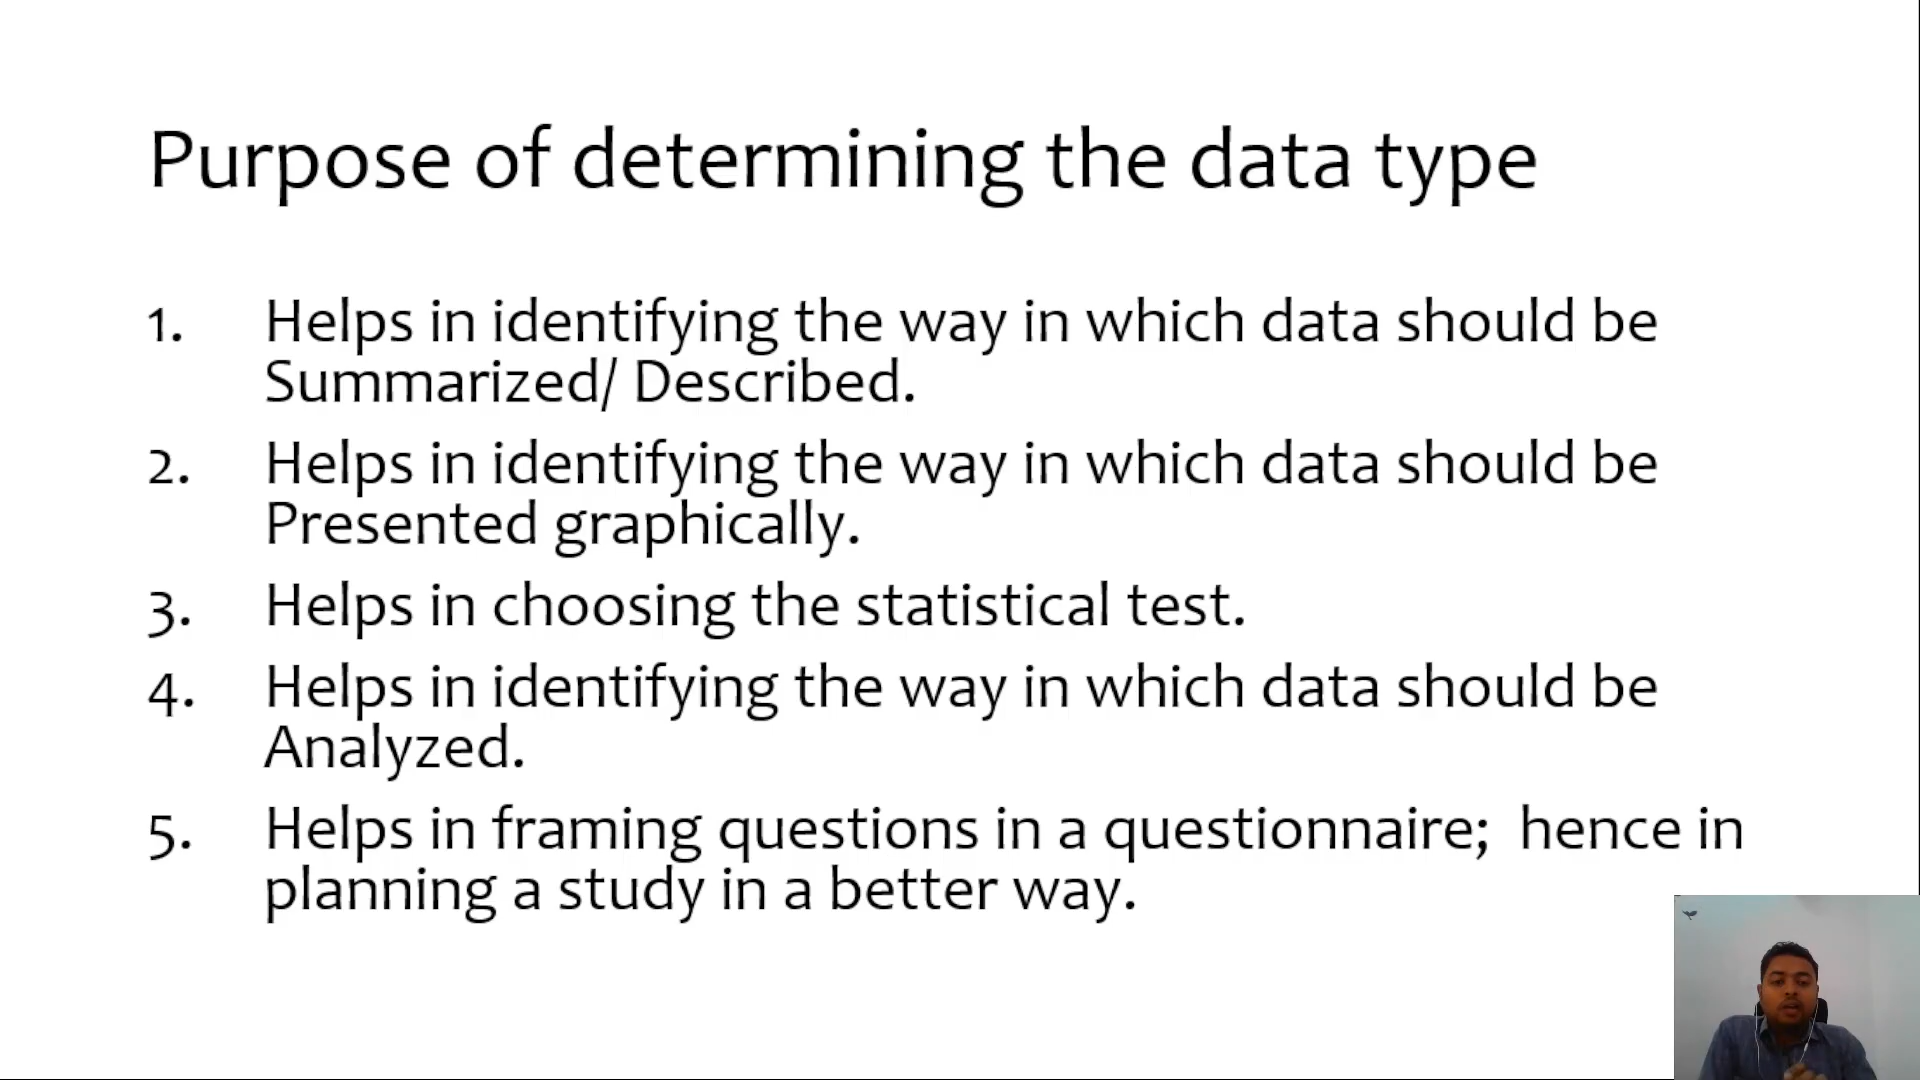 Purpose of determining the data type
1. Helps in identifying the way in which data should be
Summarized/ Described.
2. Helps in identifying the way in which data should be
Presented graphically.
3. Helps in choosing the statistical test.
4. Helps in identifying the way in which data should be
Analyzed.
5. Helps in framing questions in a questionnaire;  hence in
planning a study in a better way.